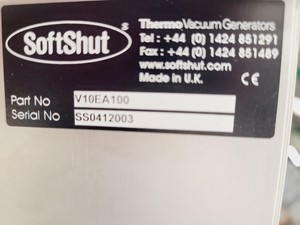 SoftShut®
Thermo Vacuum Generators
Tel : +44 (0) 1424 851291
Fax : +44 (0) 1424 851489
www.softshut.com
Made in U.K. CE
Part No V10EA100
Serial No SS0412003